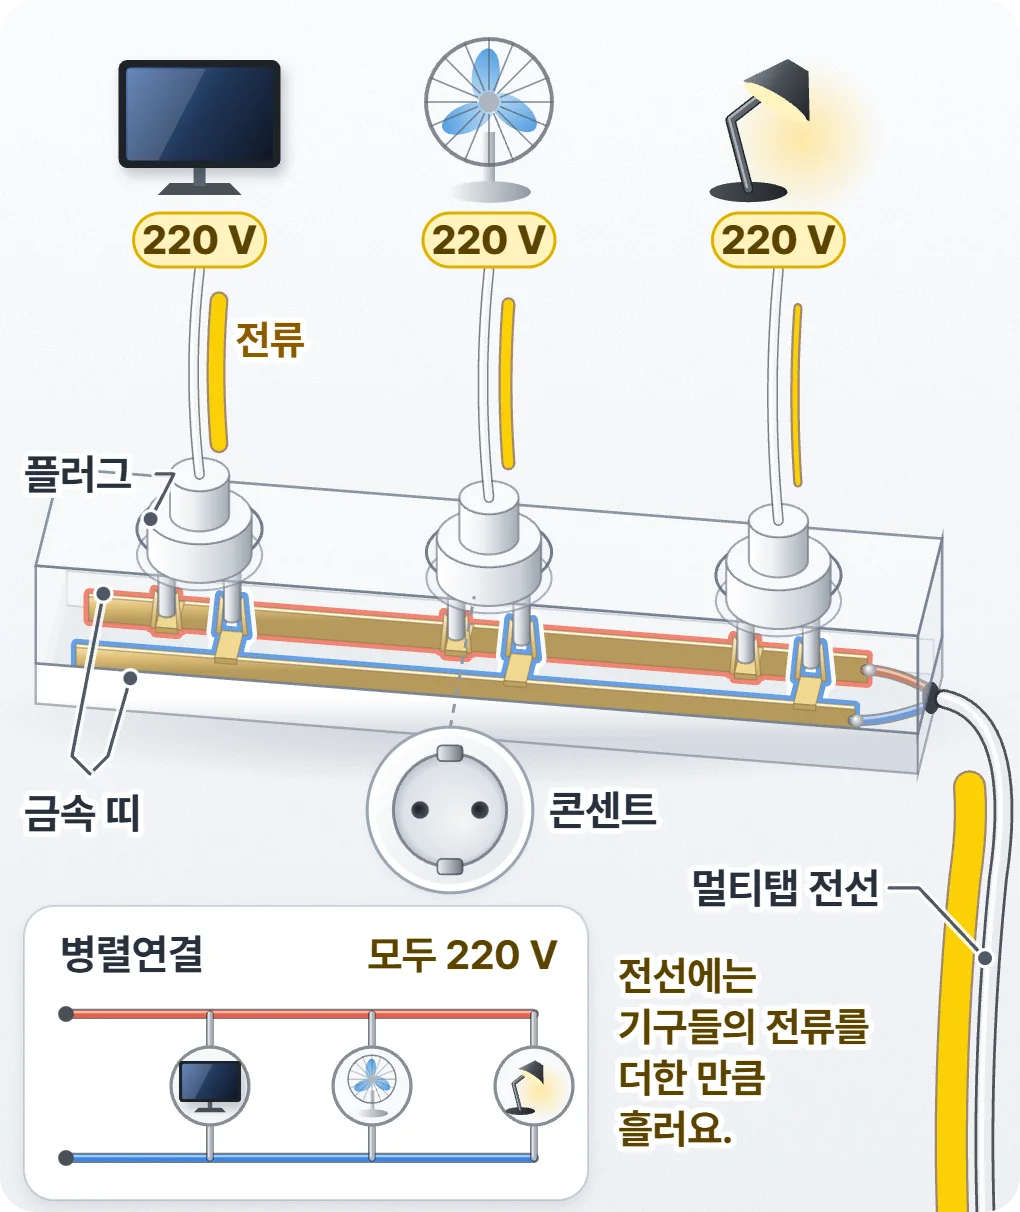 220 V
220 V
220 V
전류
플러그
금속 띠
콘센트
멀티탭 전선
병렬연결
모두 220 V
전선에는
기구들의 전류를
더한 만큼
흘러요.